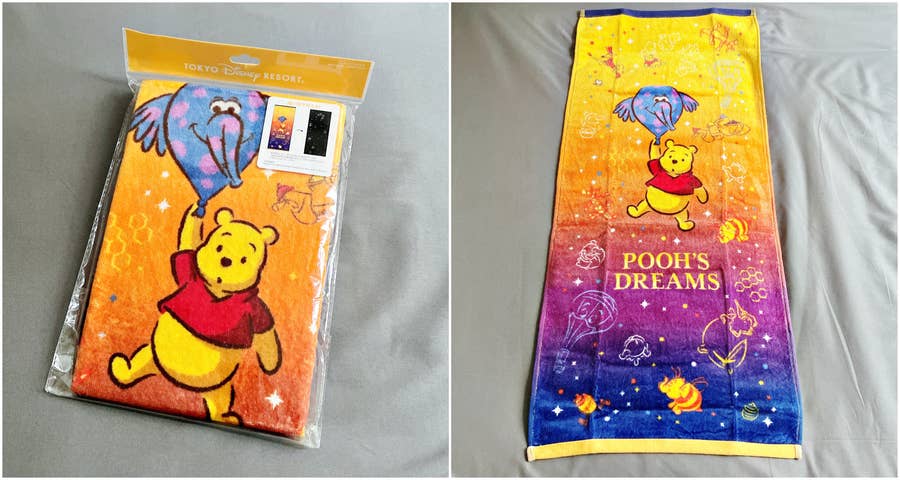 TOKYO Disney RESORT.
POOH'S
DREAMS